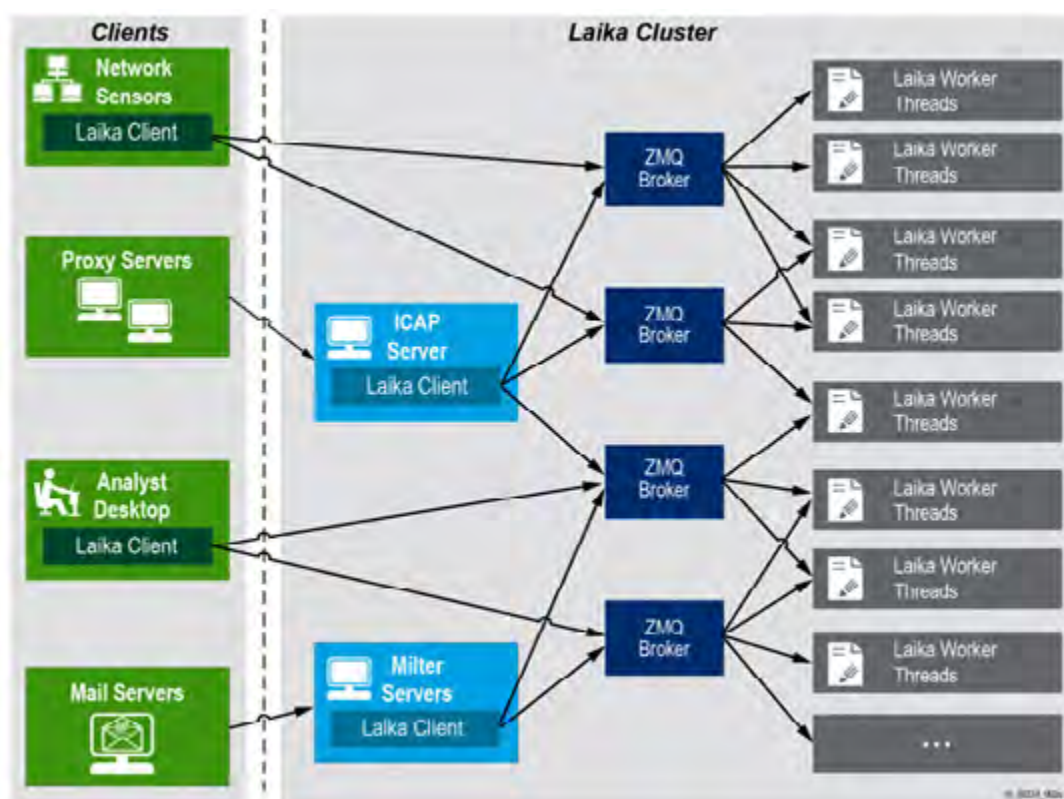 Clients
Network
Sensors
Laika Client
Proxy Servers
Analyst
Desktop
Laika Client
Mail Servers
Laika Cluster
ICAP
Server
Laika Client
Milter
Servers
Laika Client
ZMQ
Broker
ZMQ
Broker
ZMQ
Broker
ZMQ
Broker
Laika Worker
Threads
Laika Worker
Threads
Laika Worker
Threads
Laika Worker
Threads
Laika Worker
Threads
Laika Worker
Threads
Laika Worker
Threads
Laika Worker
Threads
...